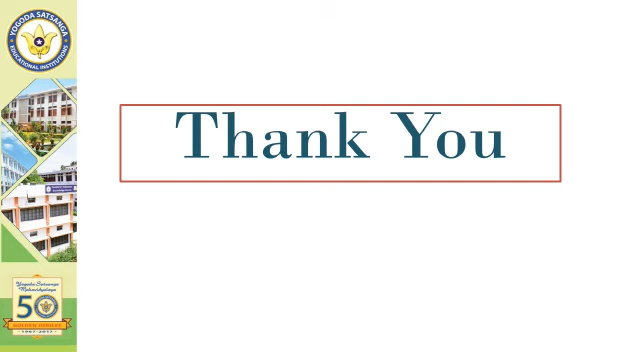 YOGODA SATSANGA
EDUCATIONAL INSTITUTIONS
Thank You
Yogoda Satsanga
Mahavidyalaya
50
GOLDEN JUBILEE
1967-2017